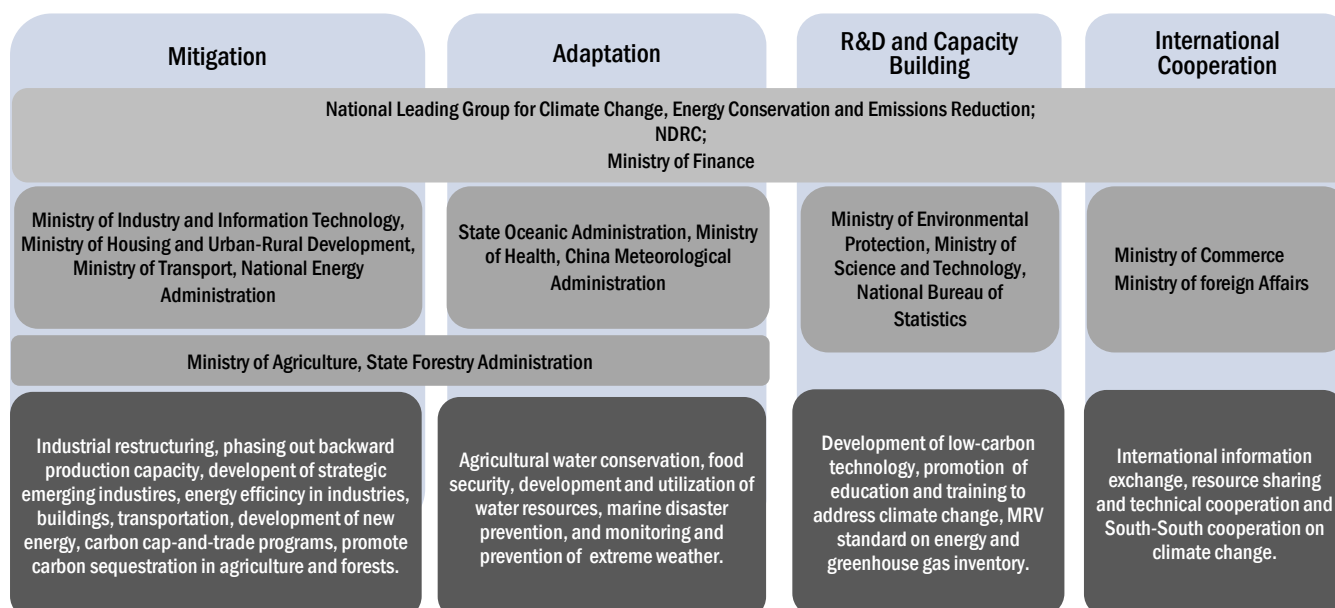 Mitigation
Adaptation
R&D and Capacity
Building
International
Cooperation
National Leading Group for Climate Change, Energy Conservation and Emissions Reduction;
NDRC;
Ministry of Finance
Ministry of Industry and Information Technology,
Ministry of Housing and Urban-Rural Development,
Ministry of Transport, National Energy
Administration
State Oceanic Administration, Ministry
of Health, China Meteorological
Administration
Ministry of Environmental
Protection, Ministry of
Science and Technology,
National Bureau of
Statistics
Ministry of Commerce
Ministry of foreign Affairs
Ministry of Agriculture, State Forestry Administration
Industrial restructuring, phasing out backward
production capacity, developent of strategic
emerging industires, energy efficincy in industries,
buildings, transportation, development of new
energy, carbon cap-and-trade programs, promote
carbon sequestration in agriculture and forests.
Agricultural water conservation, food
security, development and utilization of
water resources, marine disaster
prevention, and monitoring and
prevention of extreme weather.
Development of low-carbon
technology, promotion of
education and training to
address climate change, MRV
standard on energy and
greenhouse gas inventory.
International information
exchange, resource sharing
and technical cooperation and
South-South cooperation on
climate change.